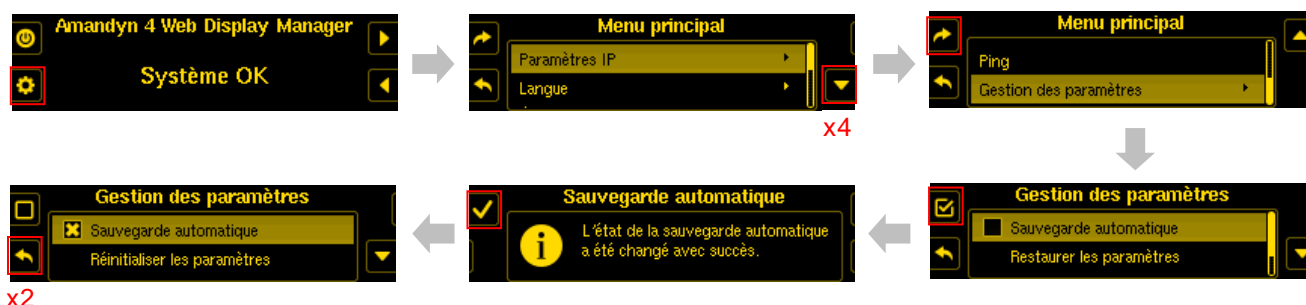 Amandyn 4 Web Display Manager
Système OK
Menu principal
Paramètres IP
Langue
x4
Menu principal
Ping
Gestion des paramètres
Gestion des paramètres
Sauvegarde automatique
Restaurer les paramètres
Sauvegarde automatique
L'état de la sauvegarde automatique
a été changé avec succès.
Gestion des paramètres
Sauvegarde automatique
Réinitialiser les paramètres
x2